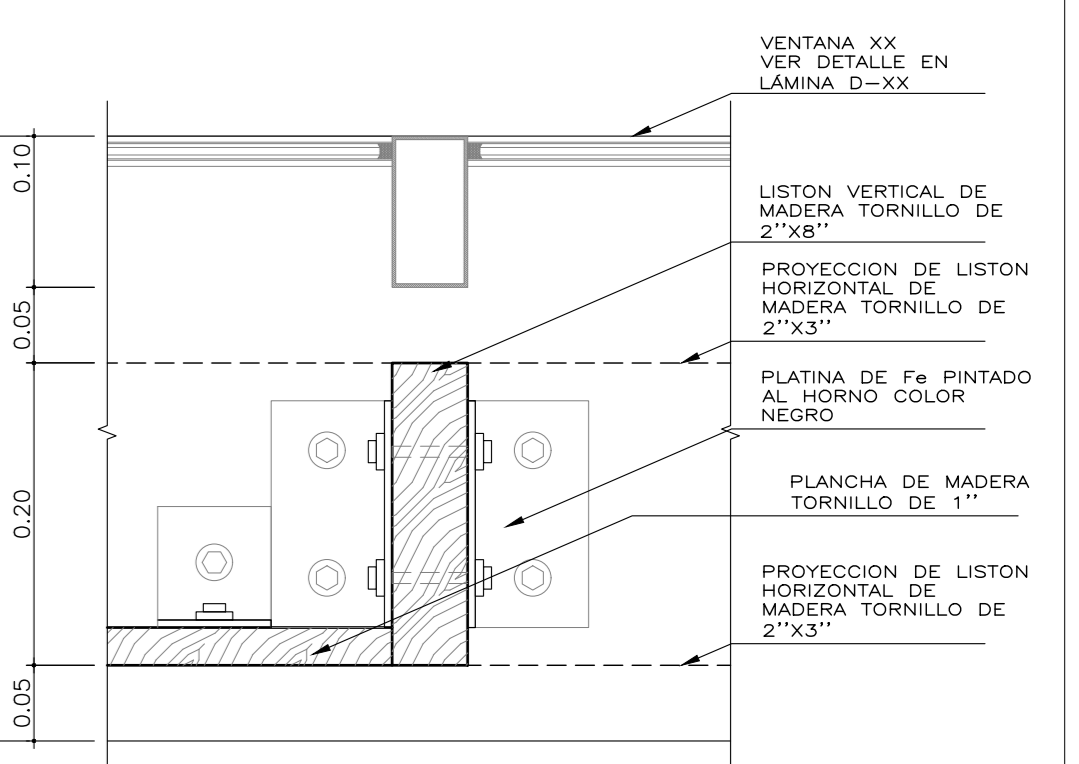 VENTANA XX
VER DETALLE EN
LÁMINA D-XX
0.10
LISTON VERTICAL DE
MADERA TORNILLO DE
2''X8''
PROYECCION DE LISTON
HORIZONTAL DE
MADERA TORNILLO DE
2''X3''
0.05
PLATINA DE Fe PINTADO
AL HORNO COLOR
NEGRO
PLANCHA DE MADERA
TORNILLO DE 1''
0.20
PROYECCION DE LISTON
HORIZONTAL DE
MADERA TORNILLO DE
2''X3''
0.05